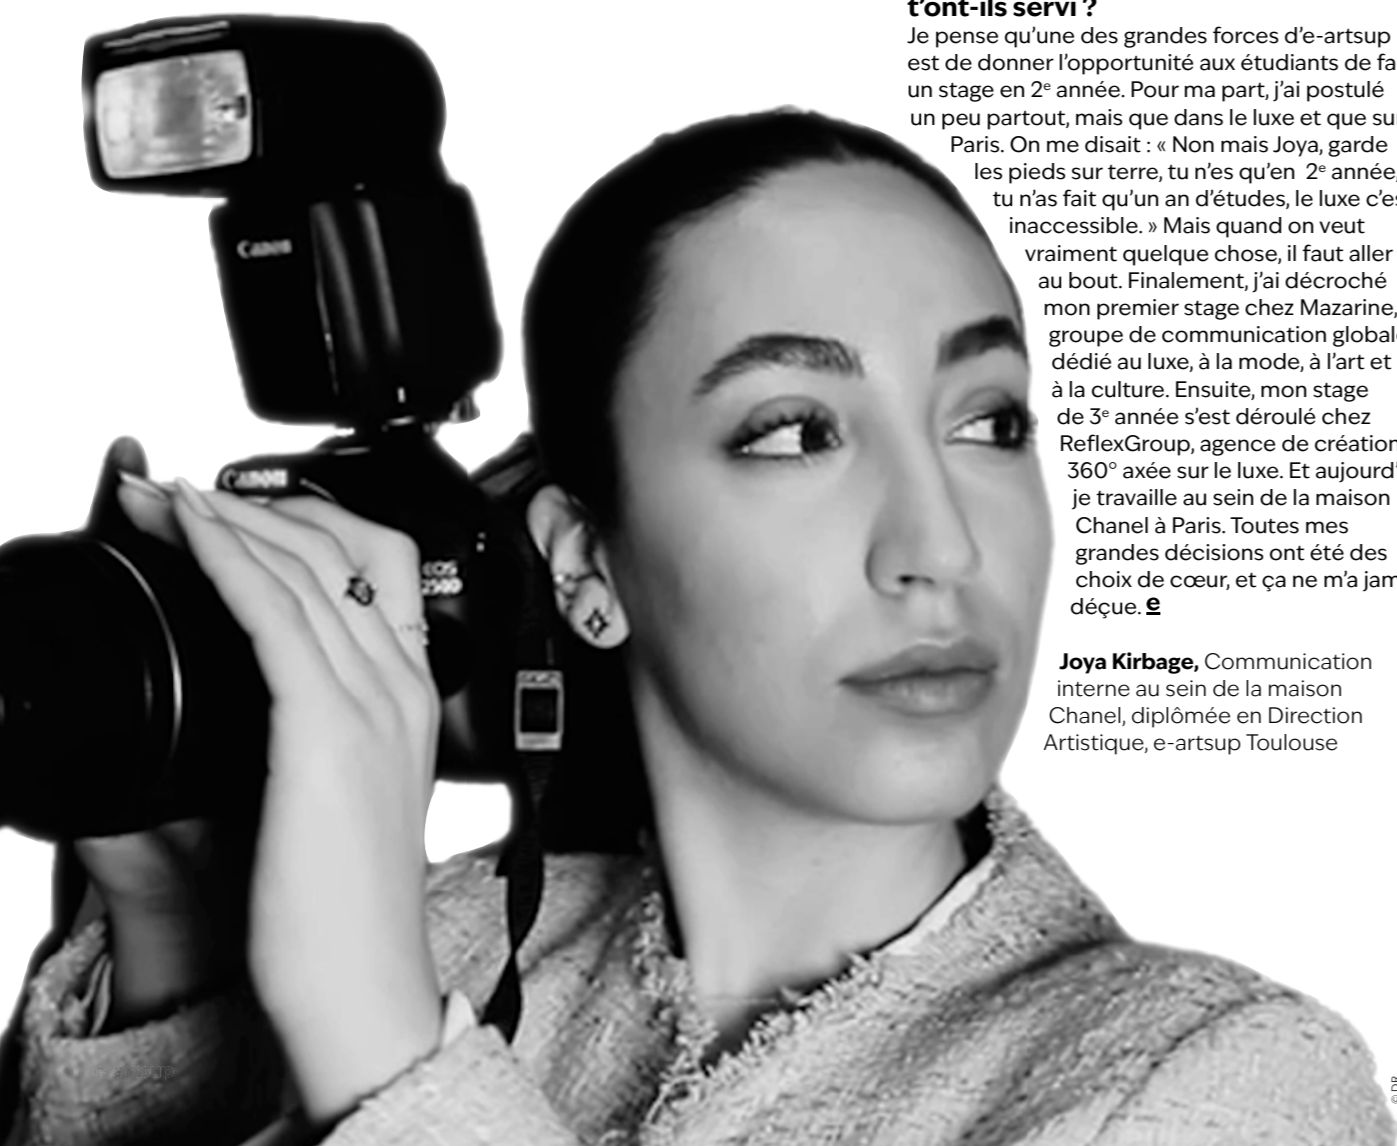 t’ont-ils servi ?
Je pense qu’une des grandes forces d’e-artsup
est de donner l’opportunité aux étudiants de
un stage en 2e année. Pour ma part, j’ai postulé
un peu partout, mais que dans le luxe et que
Paris. On me disait : « Non mais Joya, garde
les pieds sur terre, tu n’es qu’en 2e année,
tu n’as fait qu’un an d’études, le luxe
inaccessible. » Mais quand on veut
vraiment quelque chose, il faut aller
au bout. Finalement, j’ai décroché
mon premier stage chez Mazarine,
groupe de communication
dédié au luxe, à la mode, à l’art et
à la culture. Ensuite, mon stage
de 3e année s’est déroulé chez
ReflexGroup, agence de création
360° axée sur le luxe. Et
je travaille au sein de la maison
Chanel à Paris. Toutes mes
grandes décisions ont été des
choix de cœur, et ça ne m’a
déçue. e
Joya Kirbage, Communication
interne au sein de la maison
Chanel, diplômée en Direction
Artistique, e-artsup Toulouse
Canon
Canon
EOS
250D
© DR